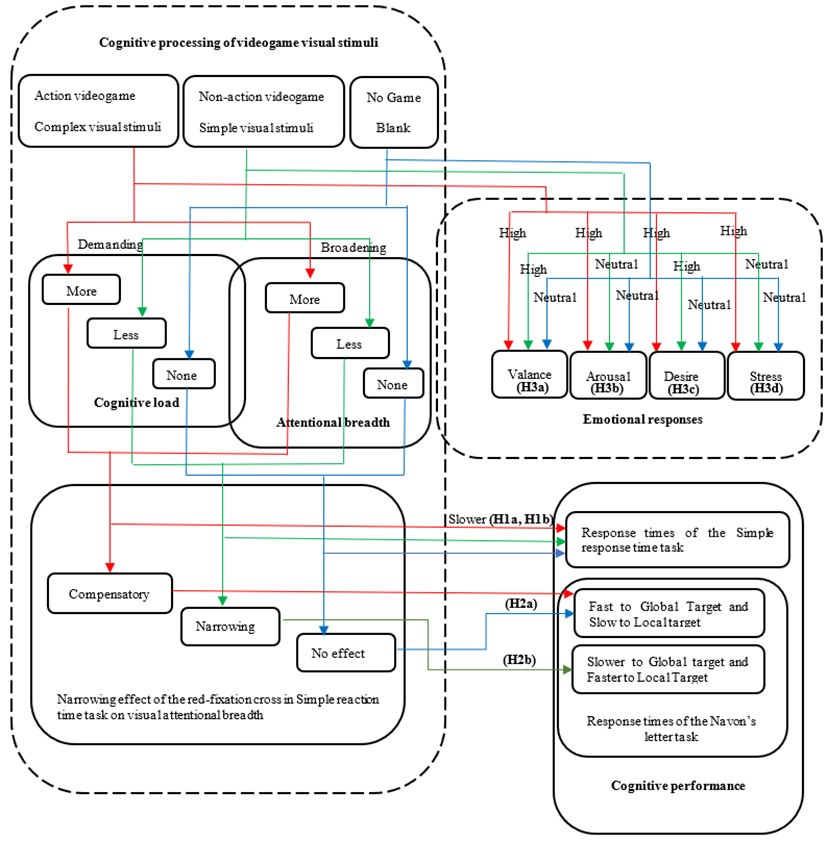 Cognitive processing of videogame visual stimuli
Action videogame
Complex visual stimuli
Non-action videogame
Simple visual stimuli
No Game
Blank
Demanding
Broadening
More
Less
None
Cognitive load
More
Less
None
Attentional breadth
High
High
High
High
High
Neutral
High
Neutral
Neutral
Neutral
Neutral
Neutral
Valance
(H3a)
Arousal
(H3b)
Desire
(H3c)
Stress
(H3d)
Emotional responses
Slower (H1a, H1b)
Response times of the Simple
response time task
Compensatory
Narrowing
No effect
Narrowing effect of the red-fixation cross in Simple reaction
time task on visual attentional breadth
(H2a)
(H2b)
Fast to Global Target and
Slow to Local target
Slower to Global target and
Faster to Local Target
Response times of the Navon's
letter task
Cognitive performance